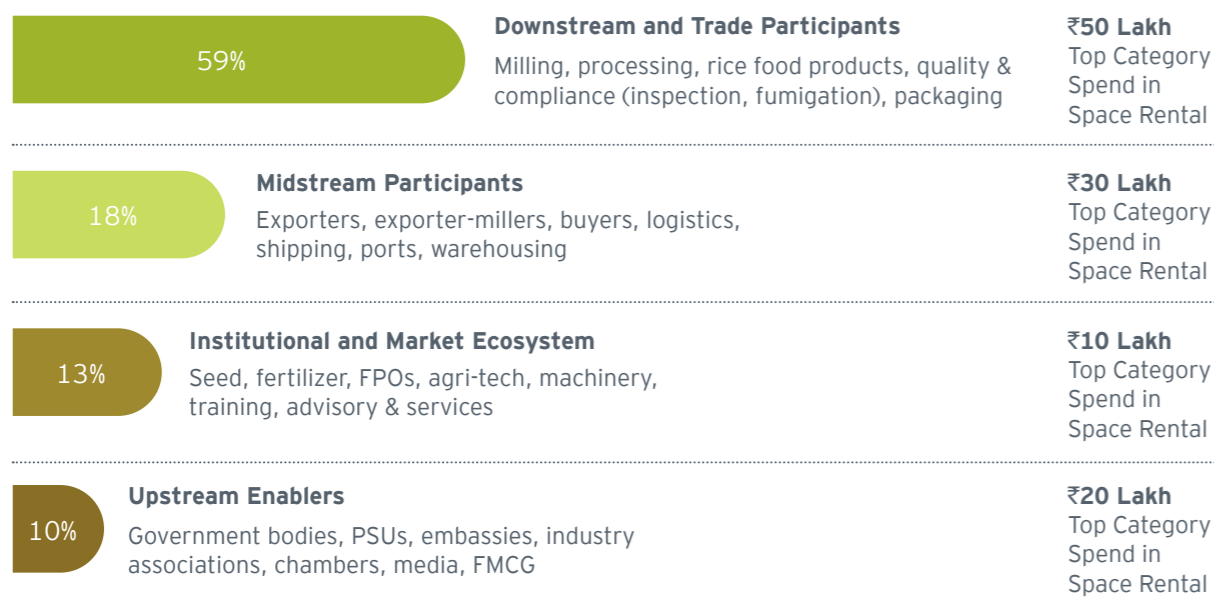 59%
Downstream and Trade Participants
Milling, processing, rice food products, quality &
compliance (inspection, fumigation), packaging
₹50 Lakh
Top Category
Spend in
Space Rental
18%
Midstream Participants
Exporters, exporter-millers, buyers, logistics,
shipping, ports, warehousing
₹30 Lakh
Top Category
Spend in
Space Rental
13%
Institutional and Market Ecosystem
Seed, fertilizer, FPOs, agri-tech, machinery,
training, advisory & services
₹10 Lakh
Top Category
Spend in
Space Rental
10%
Upstream Enablers
Government bodies, PSUs, embassies, industry
associations, chambers, media, FMCG
₹20 Lakh
Top Category
Spend in
Space Rental